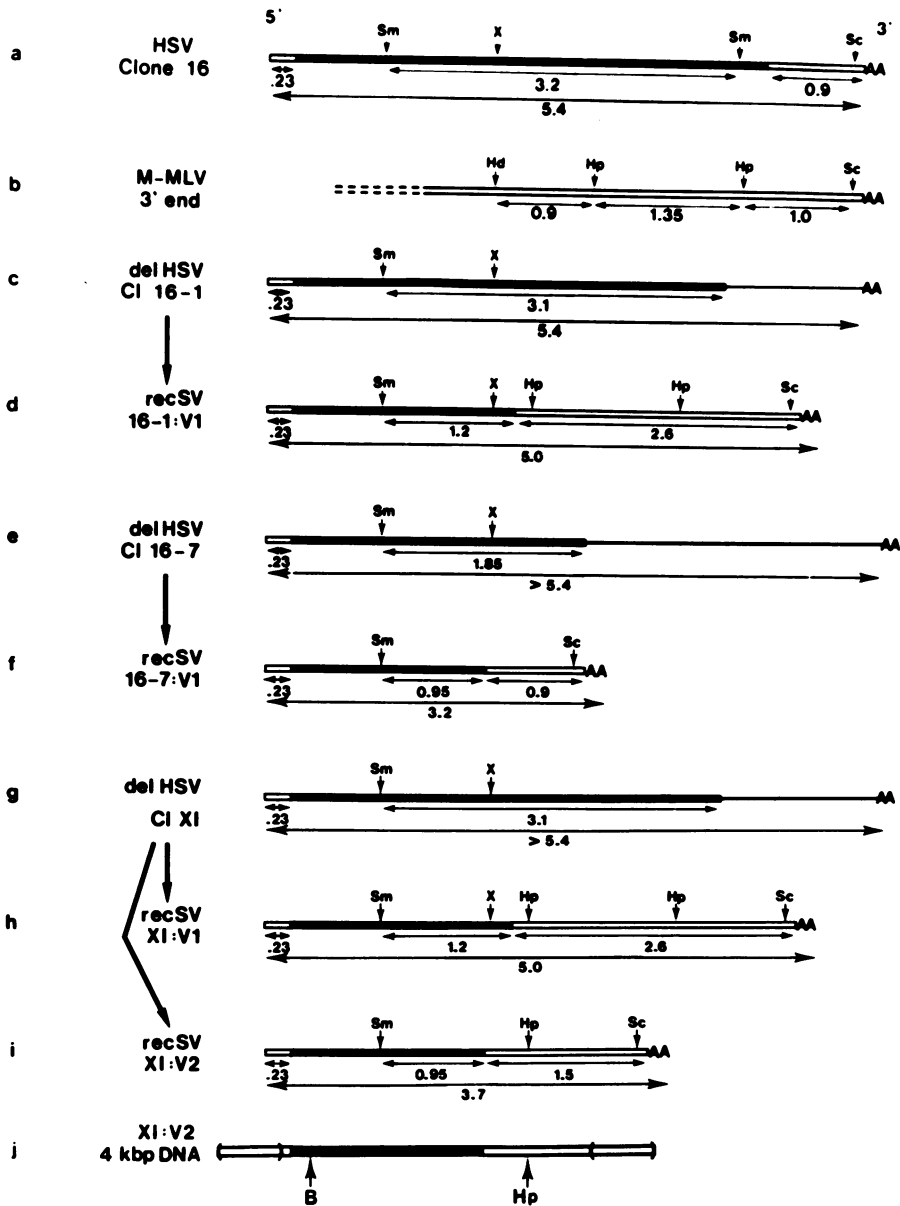 5' 3'
a HSV Clone 16
Sm X Sm Sc
AA
.23 3.2 0.9
5.4
b M-MLV 3' end
Hd Hp Hp Sc
AA
0.9 1.35 1.0
c del HSV Cl 16-1
Sm X
AA
.23 3.1
5.4
d recSV 16-1:V1
Sm X Hp Hp Sc
AA
.23 1.2 2.6
5.0
e del HSV Cl 16-7
Sm X
AA
.23 1.85
> 5.4
f recSV 16-7:V1
Sm Sc
AA
.23 0.95 0.9
3.2
g del HSV Cl XI
Sm X
AA
.23 3.1
> 5.4
h recSV XI:V1
Sm X Hp Hp Sc
AA
.23 1.2 2.6
5.0
i recSV XI:V2
Sm Hp Sc
AA
.23 0.95 1.5
3.7
j XI:V2 4 kbp DNA
B Hp